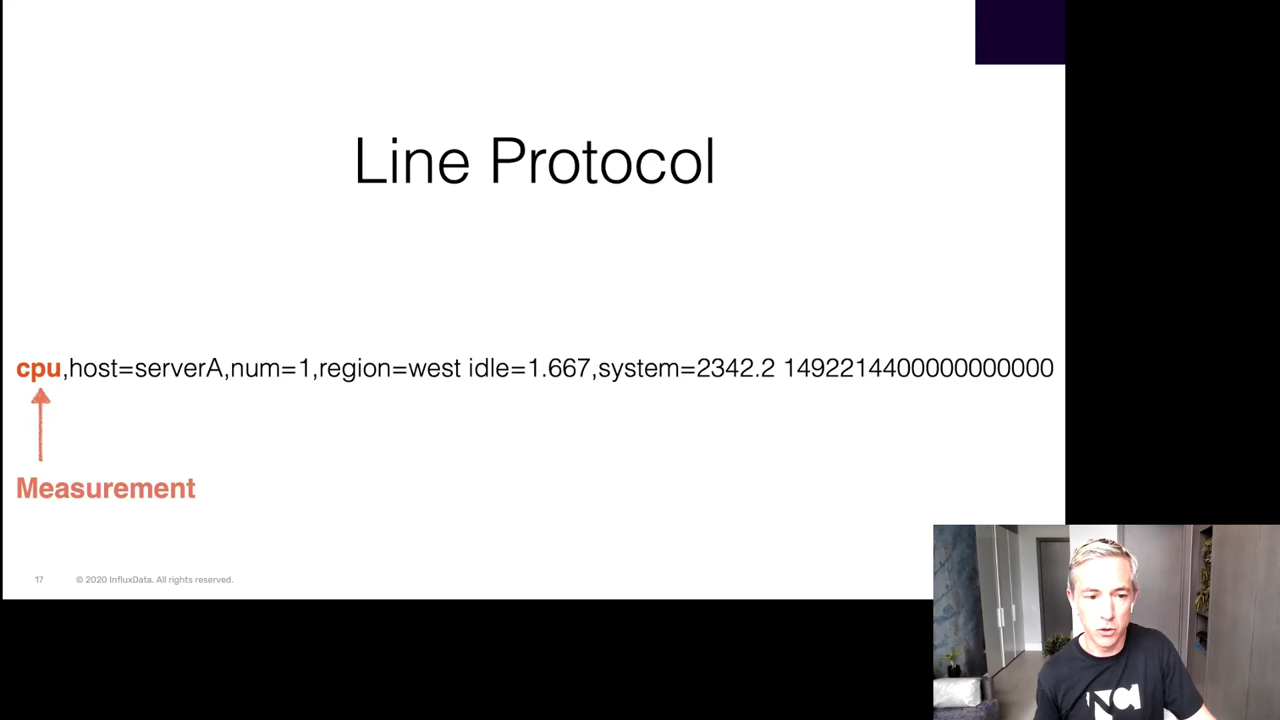 Line Protocol
cpu,host=serverA,num=1,region=west idle=1.667,system=2342.2 1492214400000000000
Measurement
17 © 2020 InfluxData. All rights reserved.